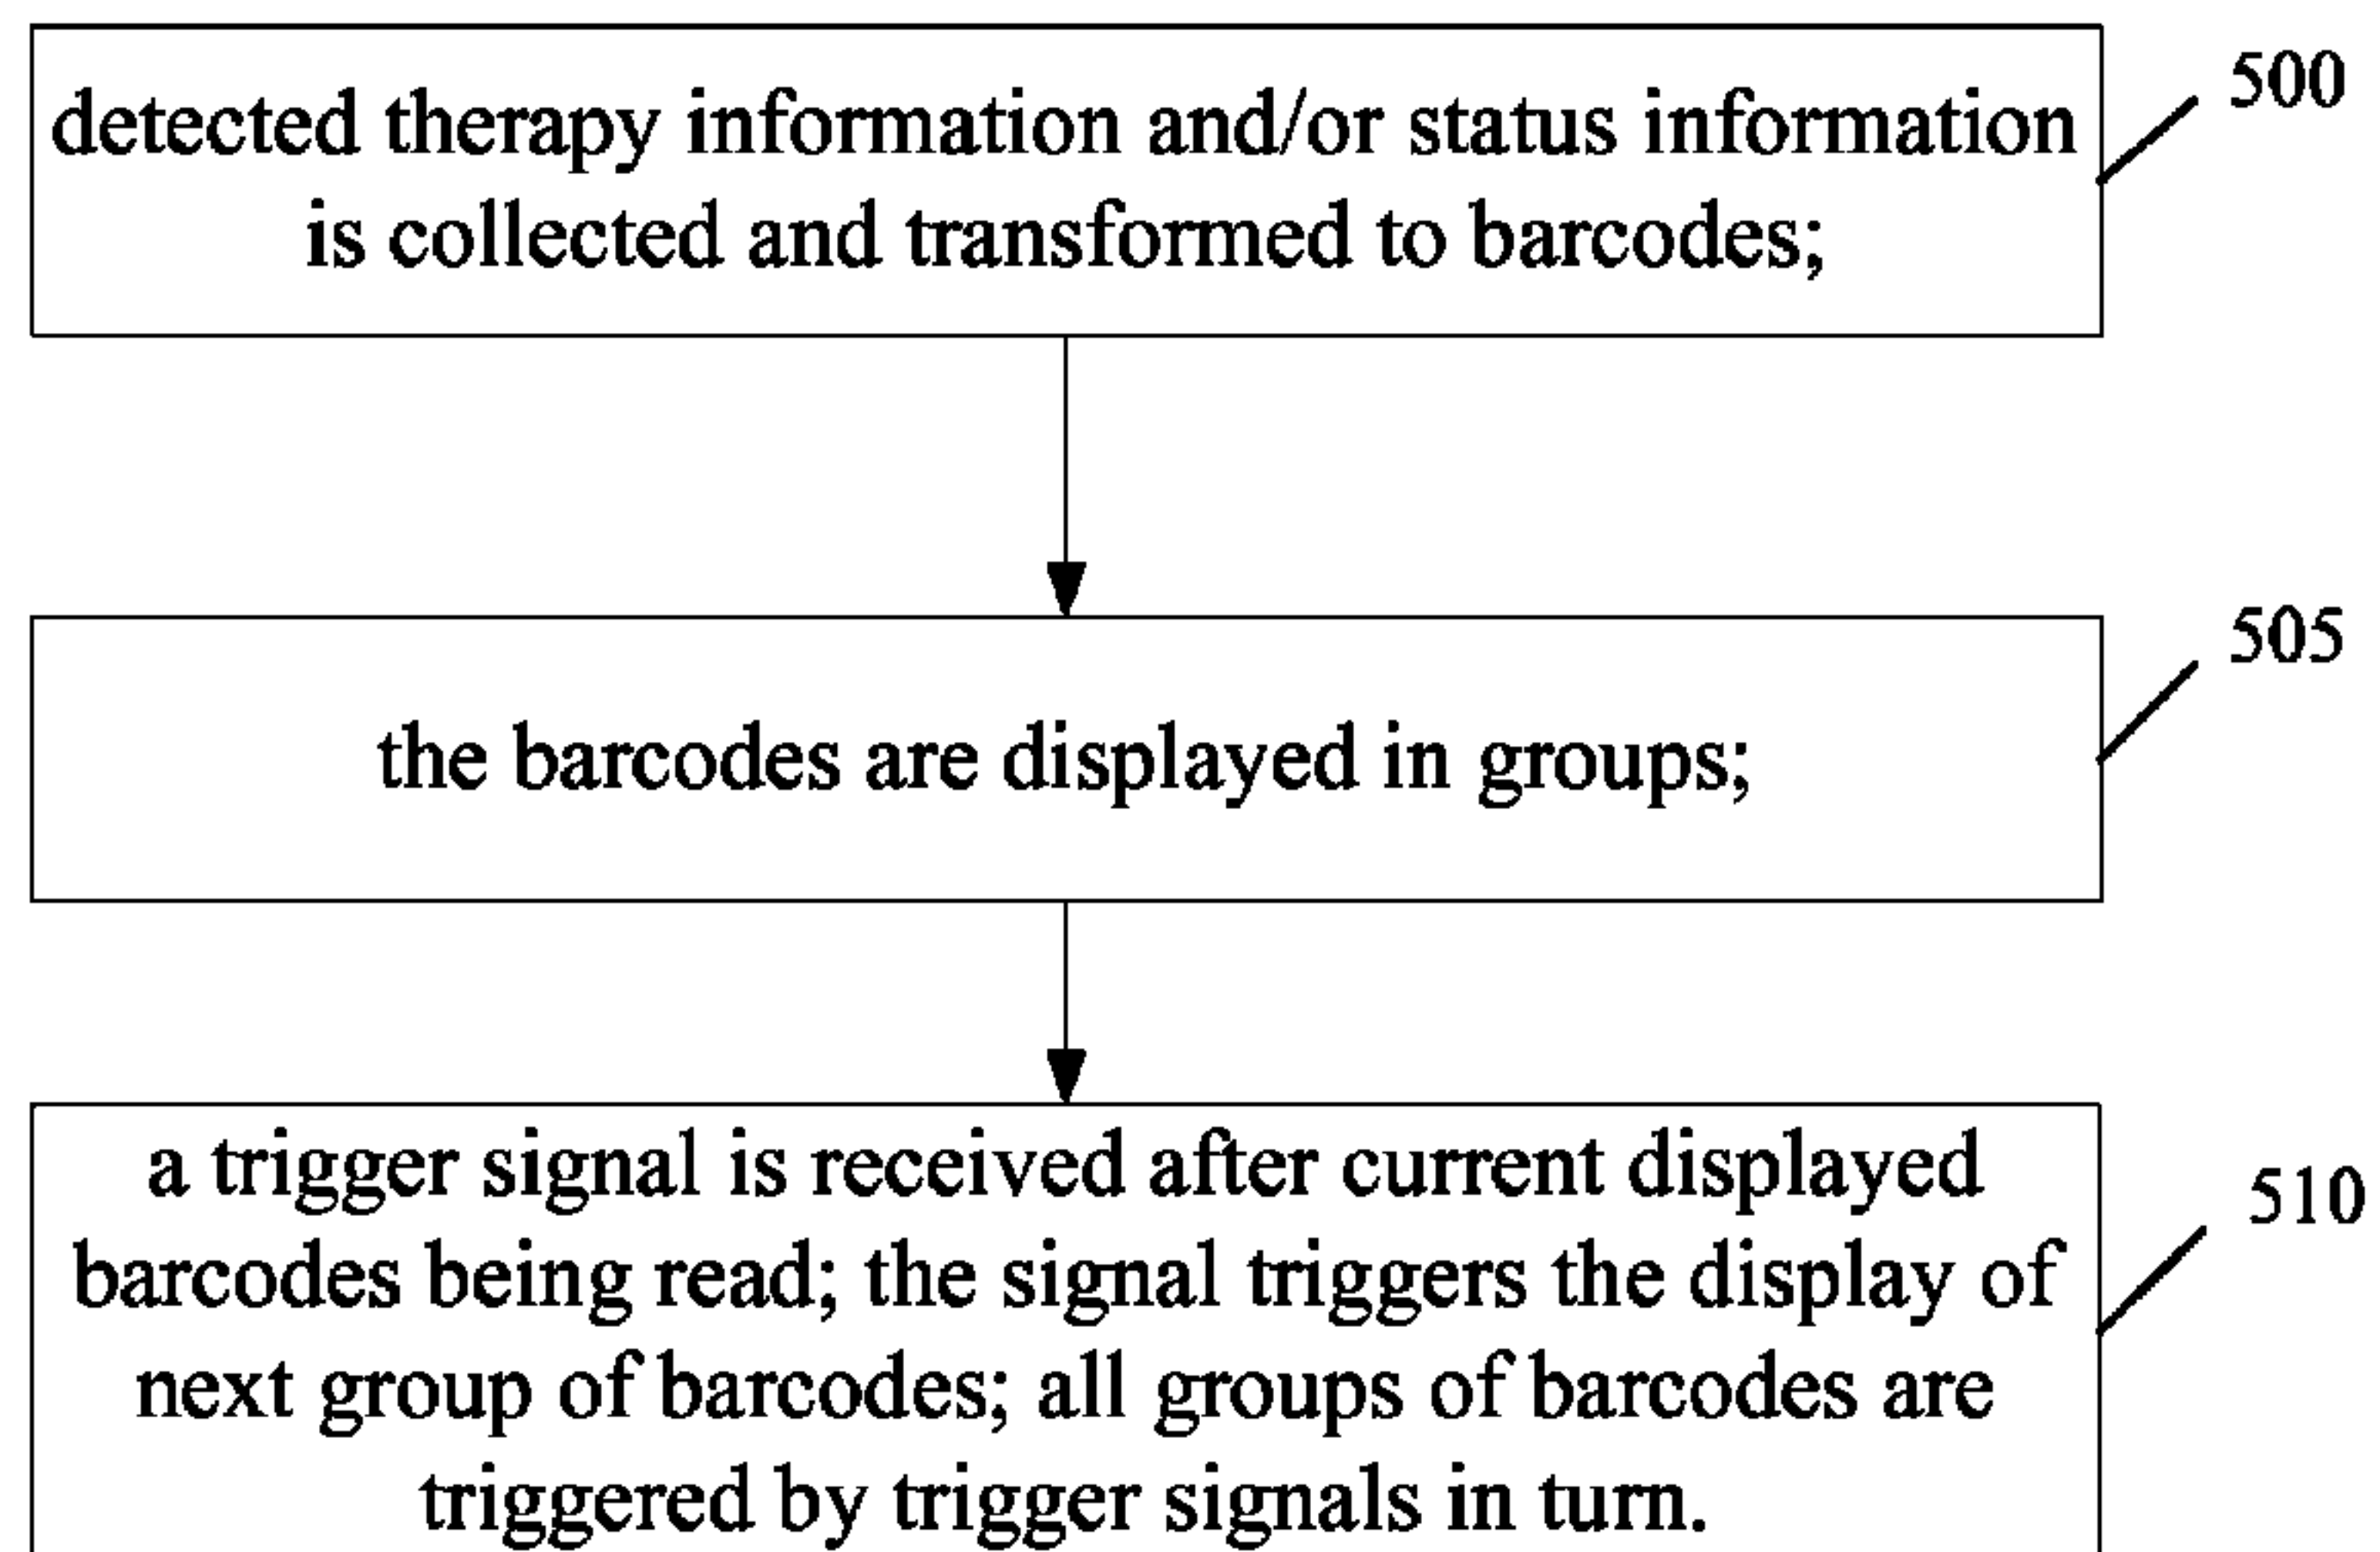 500
detected therapy information and/or status information
is collected and transformed to barcodes;
505
the barcodes are displayed in groups;
a trigger signal is received after current displayed
510
barcodes being read; the signal triggers the display of
next group of barcodes; all groups of barcodes are
triggered by trigger signals in turn.